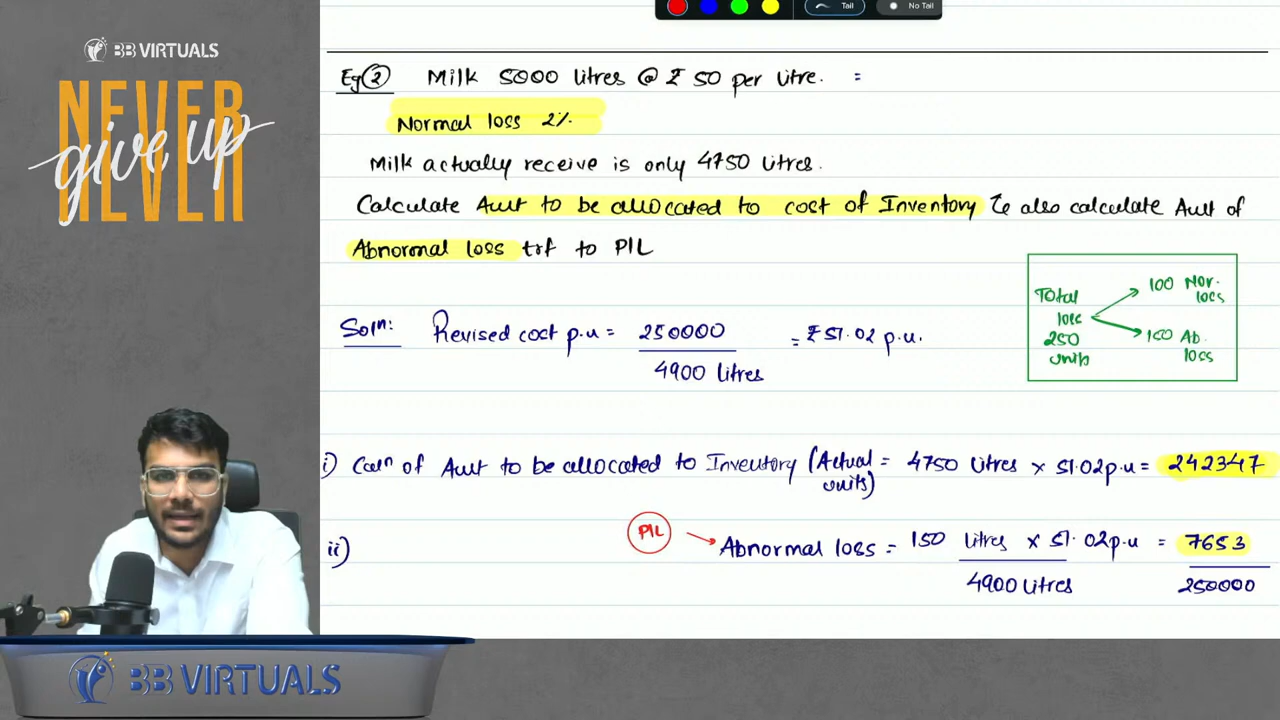 Tail
No Tail
BB VIRTUALS
NEVER
give up
NEVER
Eg 2 Milk 5000 litres @ ₹ 50 per litre. =
Normal loss 2%
Milk actually receive is only 4750 litres.
Calculate Amt to be allocated to cost of Inventory & also calculate Amt of
Abnormal loss trf to P/L
Total loss 250 units
100 Nor. loss
150 Ab. loss
Soln: Revised cost p.u = 250000 = ₹ 51.02 p.u.
4900 litres
i) Caln of Amt to be allocated to Inventory (Actual units) = 4750 litres × 51.02 p.u = 242347
ii) P/L Abnormal loss = 150 litres × 51.02 p.u = 7653
4900 litres 250000
BB VIRTUALS